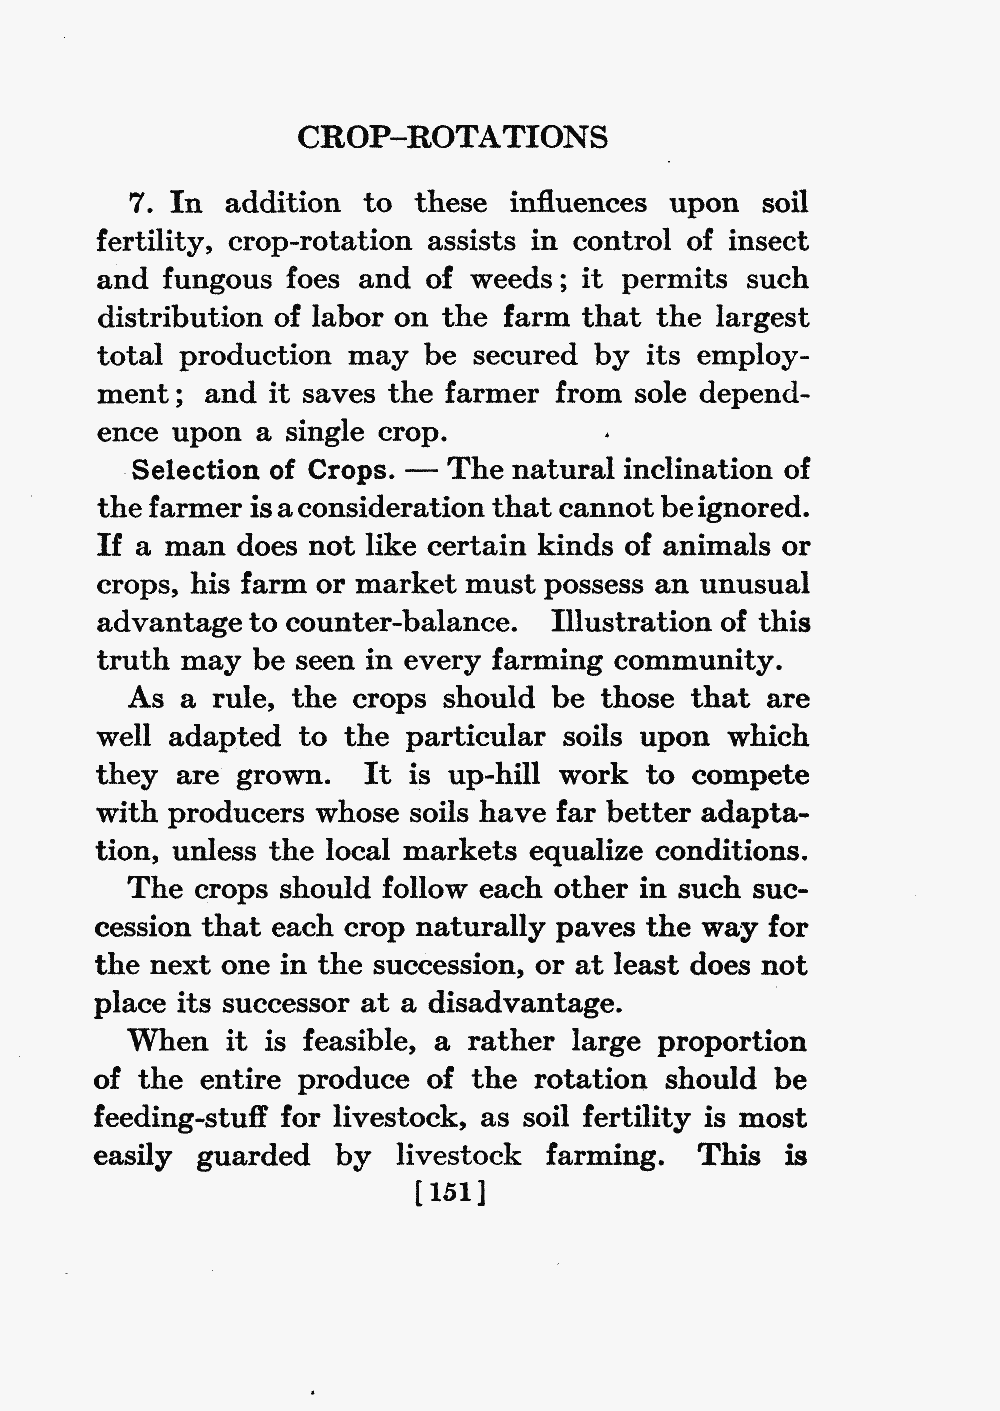 CROP-ROTATIONS
7. In addition to these influences upon soil
fertility, crop-rotation assists in control of insect
and fungous foes and of weeds; it permits such
distribution of labor on the farm that the largest
total production may be secured by its employ-
ment; and it saves the farmer from sole depend-
ence upon a single crop.
Selection of Crops. — The natural inclination of
the farmer is a consideration that cannot be ignored.
If a man does not like certain kinds of animals or
crops, his farm or market must possess an unusual
advantage to counter-balance. Illustration of this
truth may be seen in every farming community.
As a rule, the crops should be those that are
well adapted to the particular soils upon which
they are grown. It is up-hill work to compete
with producers whose soils have far better adapta-
tion, unless the local markets equalize conditions.
The crops should follow each other in such suc-
cession that each crop naturally paves the way for
the next one in the succession, or at least does not
place its successor at a disadvantage.
When it is feasible, a rather large proportion
of the entire produce of the rotation should be
feeding-stuff for livestock, as soil fertility is most
easily guarded by livestock farming. This is
[151]